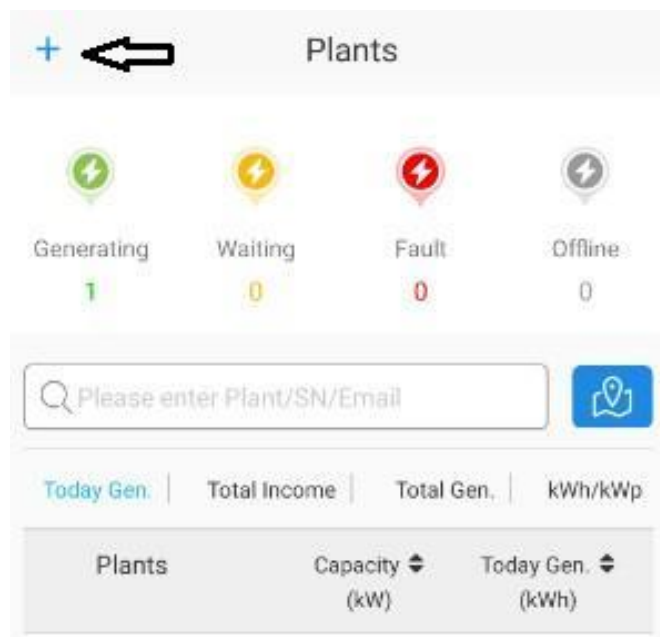 + Plants
Generating Waiting Fault Offline
1 0 0 0
Please enter Plant/SN/Email
Today Gen. Total Income Total Gen. kWh/kWp
Plants Capacity Today Gen.
(kW) (kWh)